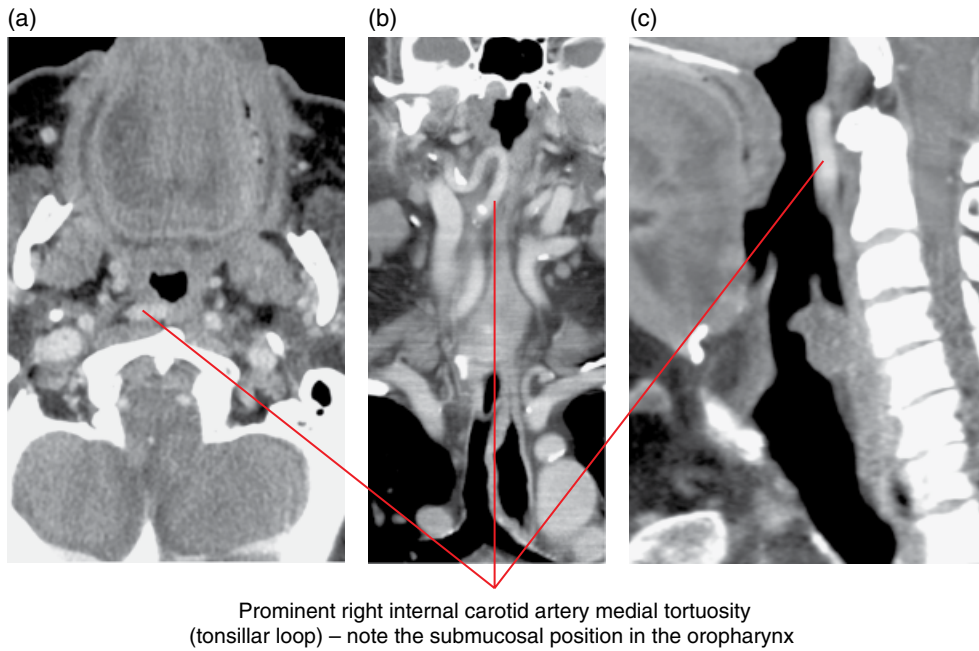 (a)
(b)
(c)
Prominent right internal carotid artery medial tortuosity
(tonsillar loop) – note the submucosal position in the oropharynx